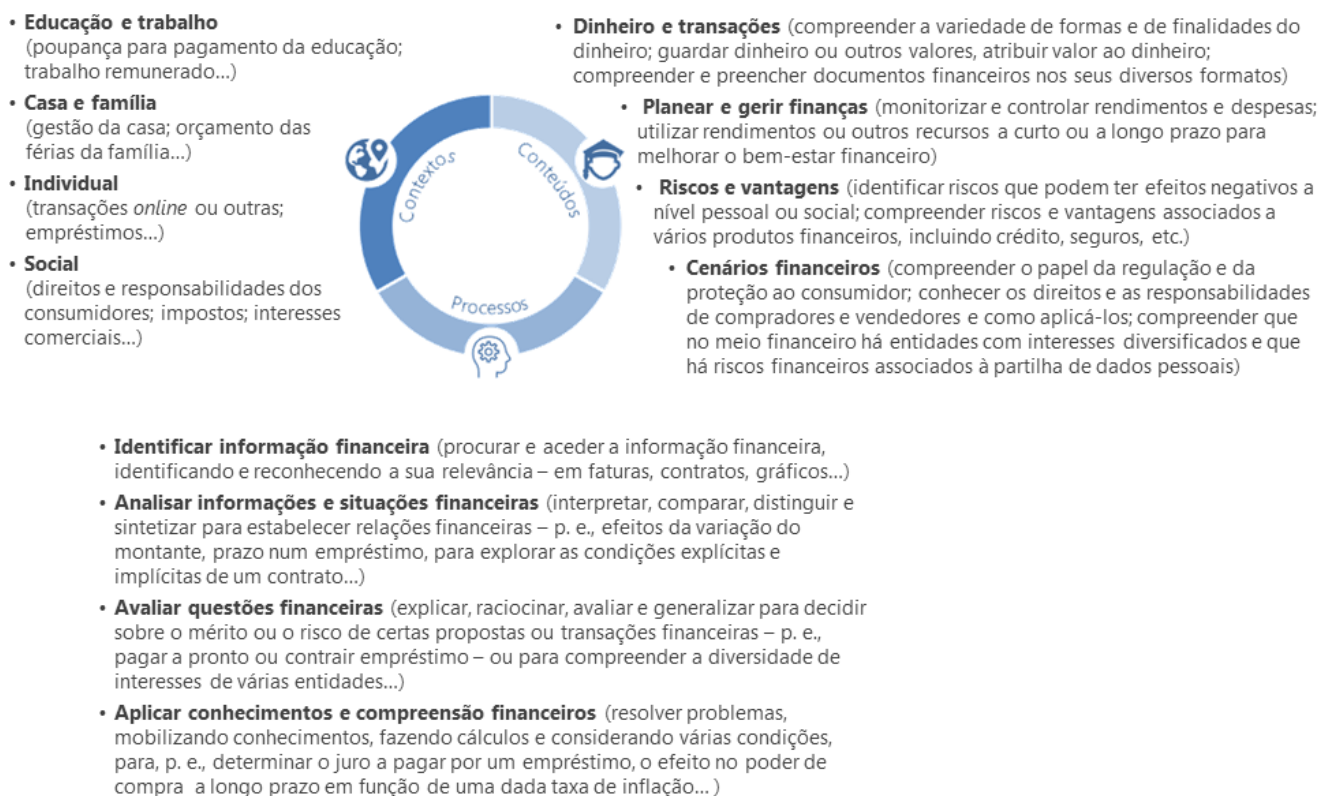 • Educação e trabalho
(poupança para pagamento da educação;
trabalho remunerado...)
• Casa e família
(gestão da casa; orçamento das
férias da família...)
• Individual
(transações online ou outras;
empréstimos...)
• Social
(direitos e responsabilidades dos
consumidores; impostos; interesses
comerciais...)
Contextos
Conteúdos
Processos
• Dinheiro e transações (compreender a variedade de formas e de finalidades do
dinheiro; guardar dinheiro ou outros valores, atribuir valor ao dinheiro;
compreender e preencher documentos financeiros nos seus diversos formatos)
• Planear e gerir finanças (monitorizar e controlar rendimentos e despesas;
utilizar rendimentos ou outros recursos a curto ou a longo prazo para
melhorar o bem-estar financeiro)
• Riscos e vantagens (identificar riscos que podem ter efeitos negativos a
nível pessoal ou social; compreender riscos e vantagens associados a
vários produtos financeiros, incluindo crédito, seguros, etc.)
• Cenários financeiros (compreender o papel da regulação e da
proteção ao consumidor; conhecer os direitos e as responsabilidades
de compradores e vendedores e como aplicá-los; compreender que
no meio financeiro há entidades com interesses diversificados e que
há riscos financeiros associados à partilha de dados pessoais)
• Identificar informação financeira (procurar e aceder a informação financeira,
identificando e reconhecendo a sua relevância – em faturas, contratos, gráficos...)
• Analisar informações e situações financeiras (interpretar, comparar, distinguir e
sintetizar para estabelecer relações financeiras – p. e., efeitos da variação do
montante, prazo num empréstimo, para explorar as condições explícitas e
implícitas de um contrato...)
• Avaliar questões financeiras (explicar, raciocinar, avaliar e generalizar para decidir
sobre o mérito ou o risco de certas propostas ou transações financeiras – p. e.,
pagar a pronto ou contrair empréstimo – ou para compreender a diversidade de
interesses de várias entidades...)
• Aplicar conhecimentos e compreensão financeiros (resolver problemas,
mobilizando conhecimentos, fazendo cálculos e considerando várias condições,
para, p. e., determinar o juro a pagar por um empréstimo, o efeito no poder de
compra a longo prazo em função de uma dada taxa de inflação... )